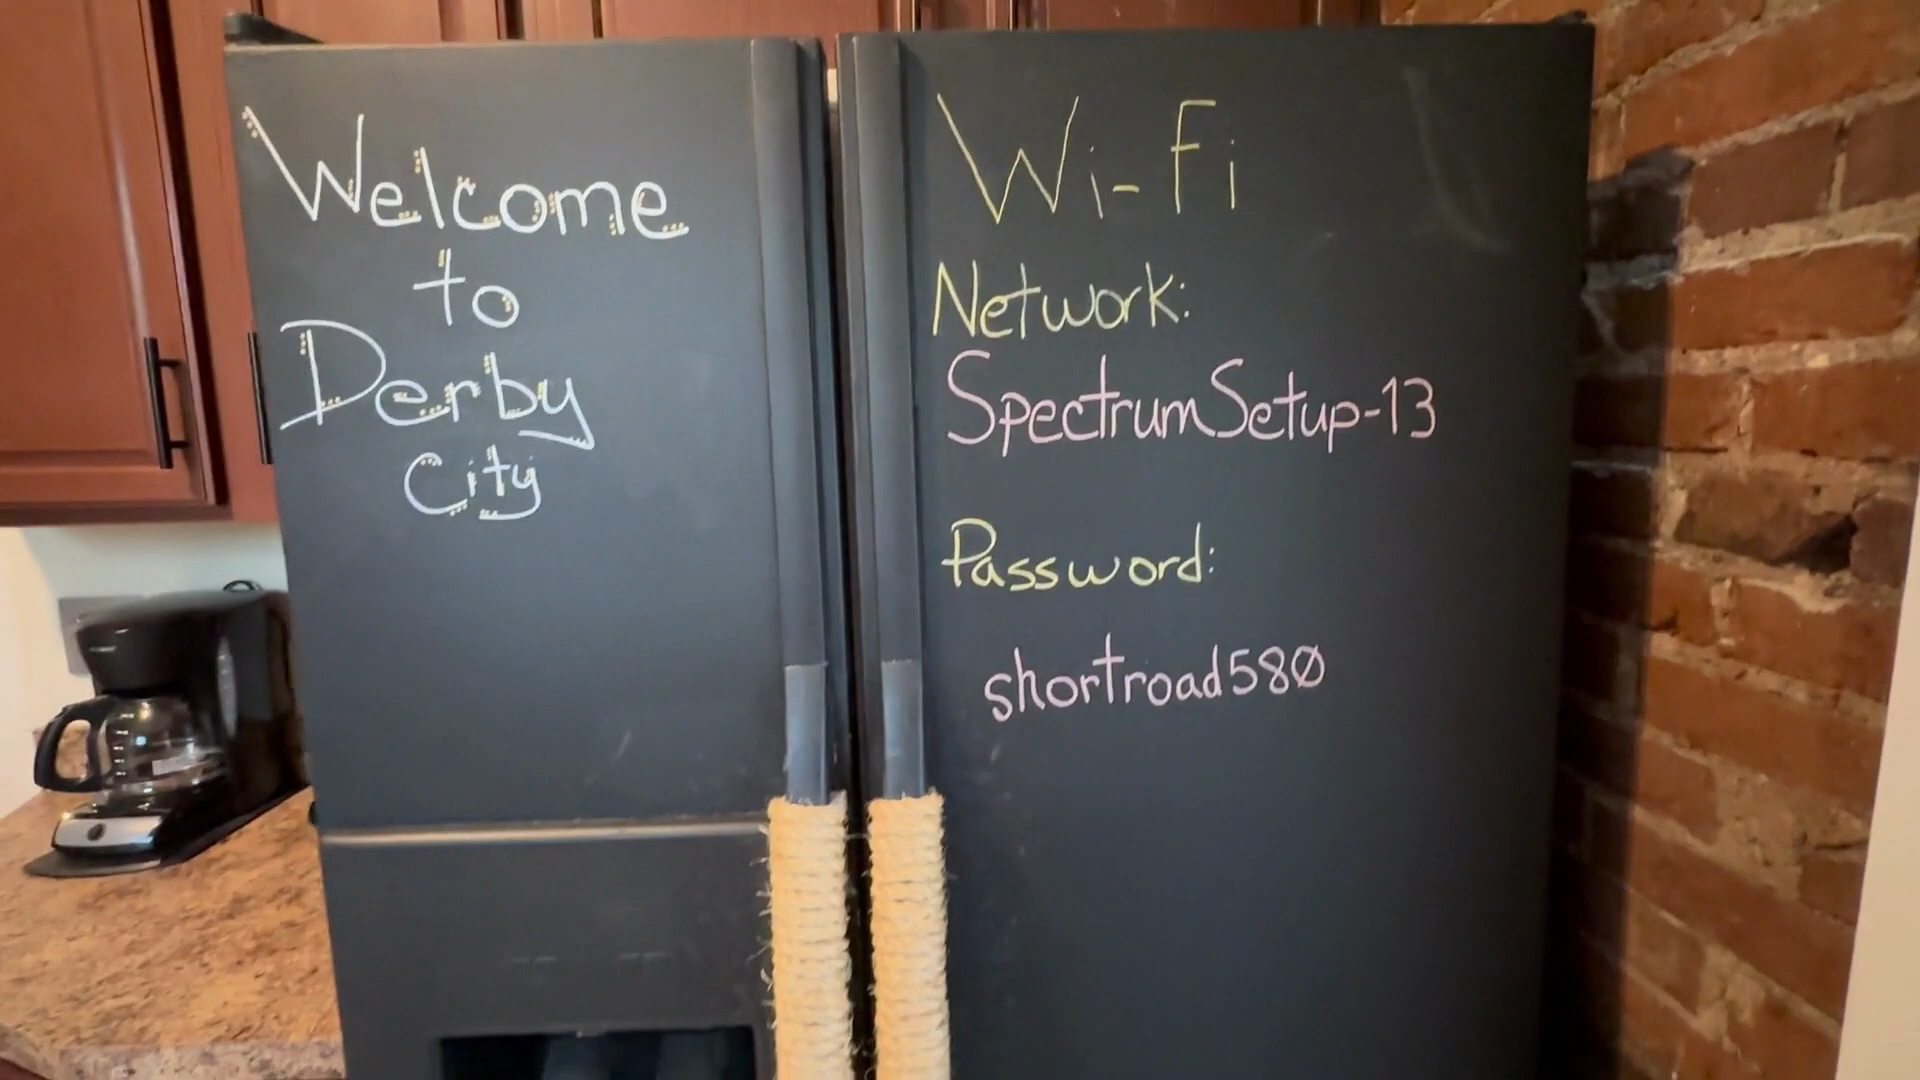 Welcome
to
Derby
City
Wi-Fi
Network:
SpectrumSetup-13
Password:
shortroad580